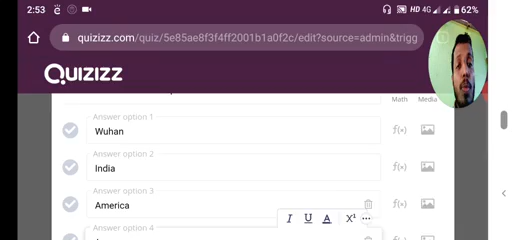 2:53 HD 4G 62%
quizizz.com/quiz/5e85ae8f3f4ff2001b1a0f2c/edit?source=admin&trigg
Quizizz
Math Media
Answer option 1
Wuhan f(x)
Answer option 2
India f(x)
Answer option 3
America f(x)
I U A X¹ ...
Answer option 4